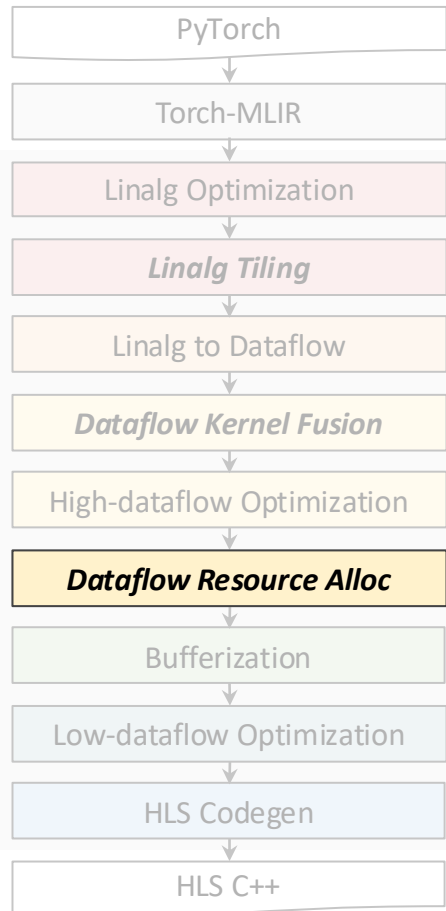 PyTorch
Torch-MLIR
Linalg Optimization
Linalg Tiling
Linalg to Dataflow
Dataflow Kernel Fusion
High-dataflow Optimization
Dataflow Resource Alloc
Bufferization
Low-dataflow Optimization
HLS Codegen
HLS C++